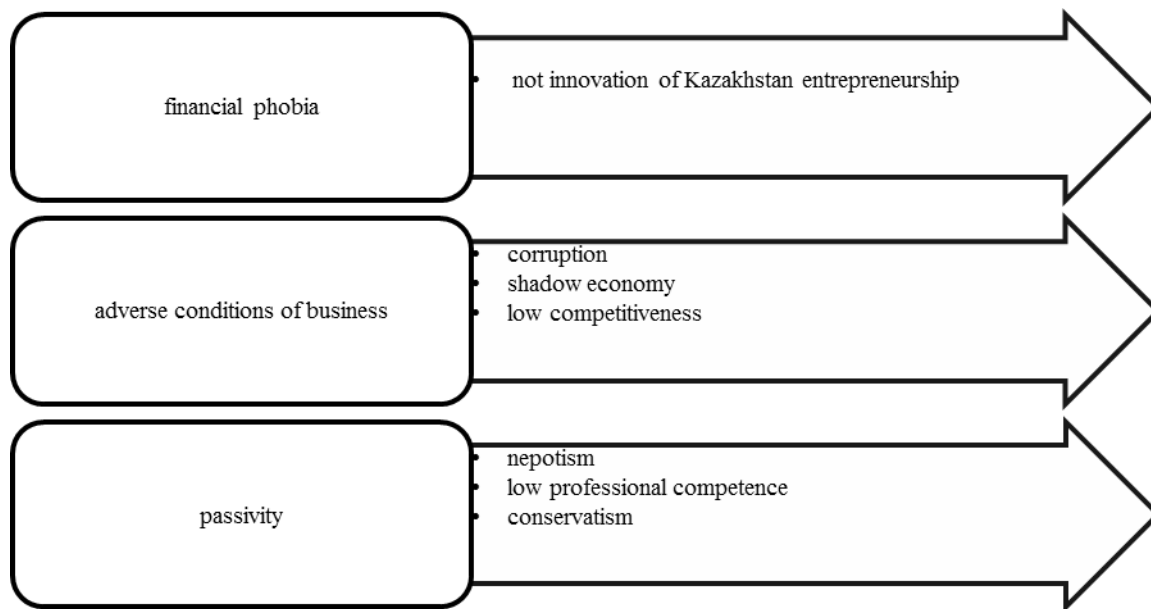 financial phobia
• not innovation of Kazakhstan entrepreneurship
adverse conditions of business
• corruption
• shadow economy
• low competitiveness
passivity
• nepotism
• low professional competence
• conservatism